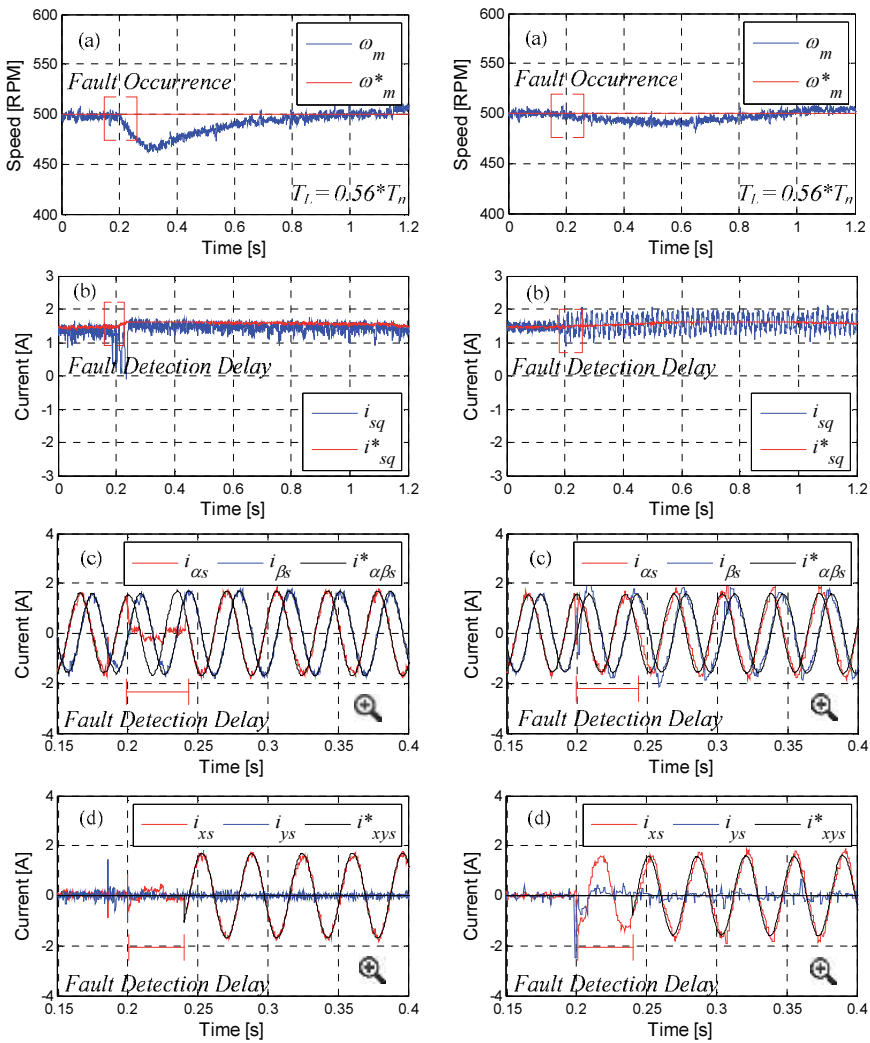 600
550
500
450
400
Speed [RPM]
(a)
ω_m
ω*_m
Fault Occurrence
T_L = 0.56*T_n
0 0.2 0.4 0.6 0.8 1 1.2
Time [s]
600
550
500
450
400
Speed [RPM]
(a)
ω_m
ω*_m
Fault Occurrence
T_L = 0.56*T_n
0 0.2 0.4 0.6 0.8 1 1.2
Time [s]
3
2
1
0
-1
-2
-3
Current [A]
(b)
Fault Detection Delay
i_sq
i*_sq
0 0.2 0.4 0.6 0.8 1 1.2
Time [s]
3
2
1
0
-1
-2
-3
Current [A]
(b)
Fault Detection Delay
i_sq
i*_sq
0 0.2 0.4 0.6 0.8 1 1.2
Time [s]
4
2
0
-2
-4
Current [A]
(c)
i_αs i_βs i*_αβs
Fault Detection Delay
0.15 0.2 0.25 0.3 0.35 0.4
Time [s]
4
2
0
-2
-4
Current [A]
(c)
i_αs i_βs i*_αβs
Fault Detection Delay
0.15 0.2 0.25 0.3 0.35 0.4
Time [s]
4
2
0
-2
-4
Current [A]
(d)
i_xs i_ys i*_xys
Fault Detection Delay
0.15 0.2 0.25 0.3 0.35 0.4
Time [s]
4
2
0
-2
-4
Current [A]
(d)
i_xs i_ys i*_xys
Fault Detection Delay
0.15 0.2 0.25 0.3 0.35 0.4
Time [s]